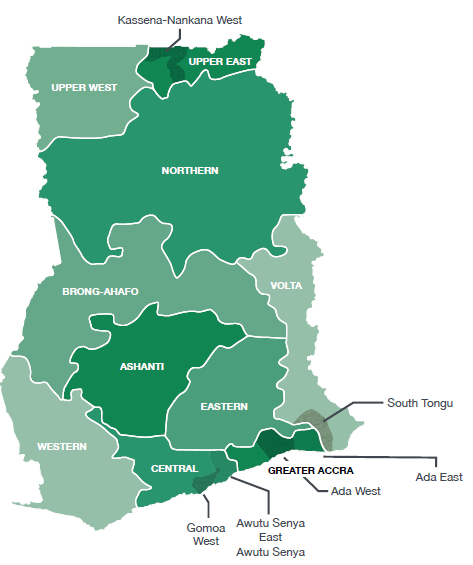 Kassena-Nankana West
UPPER EAST
UPPER WEST
NORTHERN
VOLTA
BRONG-AHAFO
ASHANTI
EASTERN
South Tongu
WESTERN
CENTRAL
GREATER ACCRA
Ada East
Ada West
Gomoa
West
Awutu Senya
East
Awutu Senya